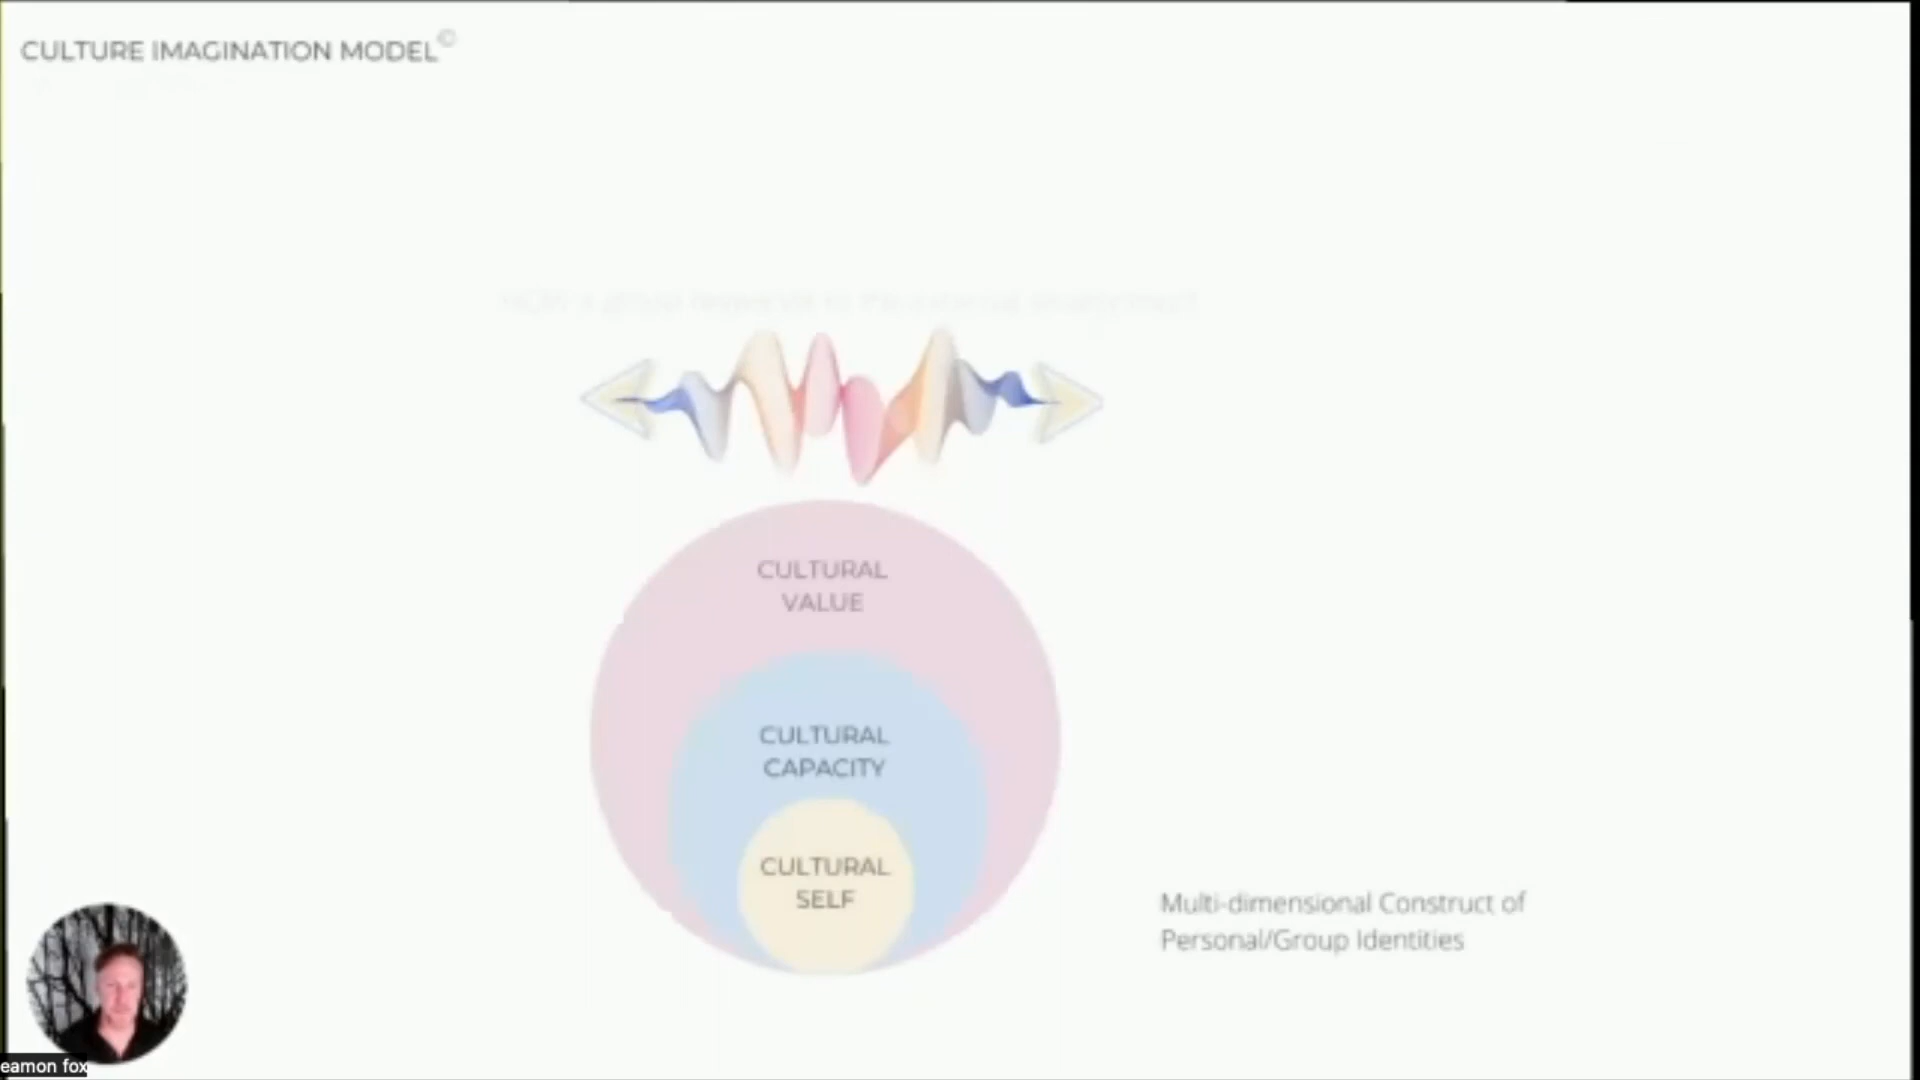 CULTURE IMAGINATION MODEL©
CULTURAL
VALUE
CULTURAL
CAPACITY
CULTURAL
SELF
Multi-dimensional Construct of
Personal/Group Identities
eamon fox